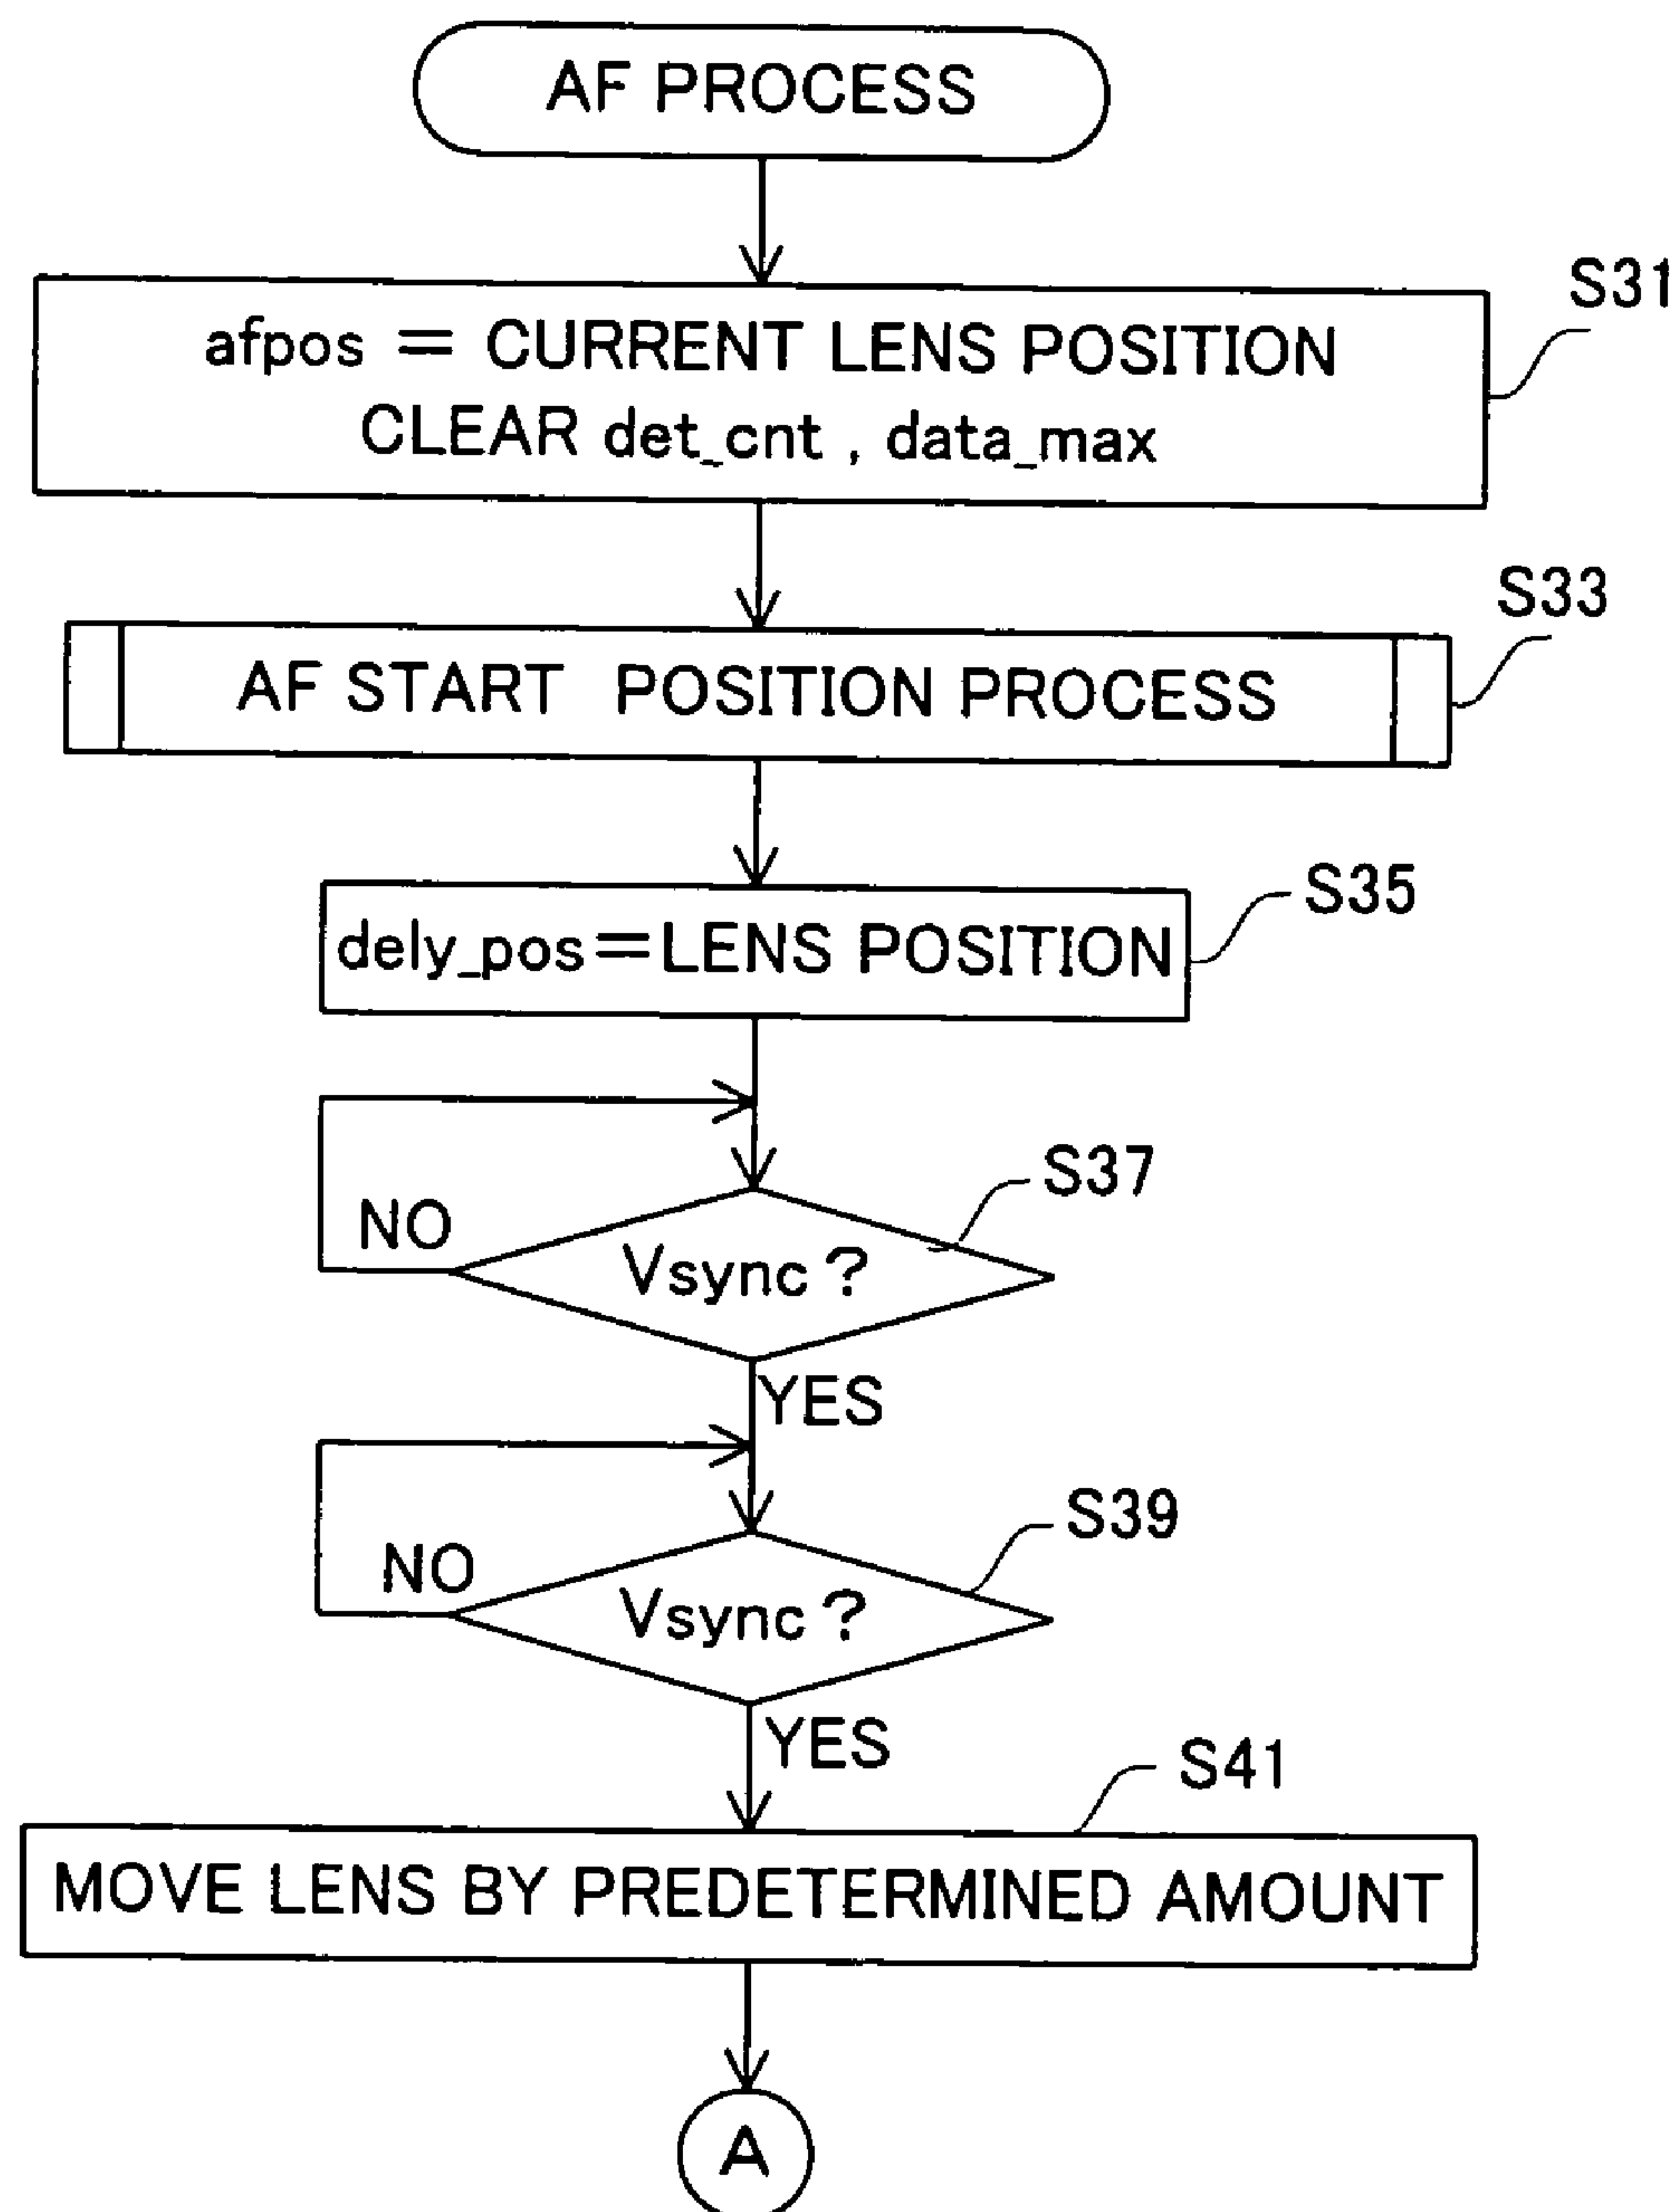 AF PROCESS
S31
afpos = CURRENT LENS POSITION
CLEAR det_cnt , data_max
S33
AF START POSITION PROCESS
S35
dely_pos=LENS POSITION
S37
NO
Vsync ?
YES
S39
NO
Vsync ?
YES
S41
MOVE LENS BY PREDETERMINED AMOUNT
A